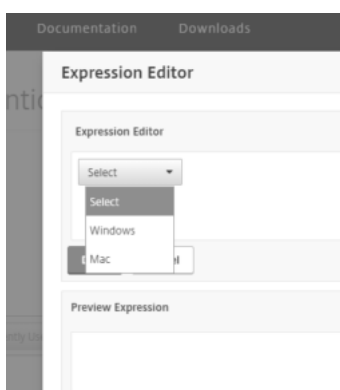 Documentation Downloads
Expression Editor
Expression Editor
Select
Select
Windows
Mac
Preview Expression